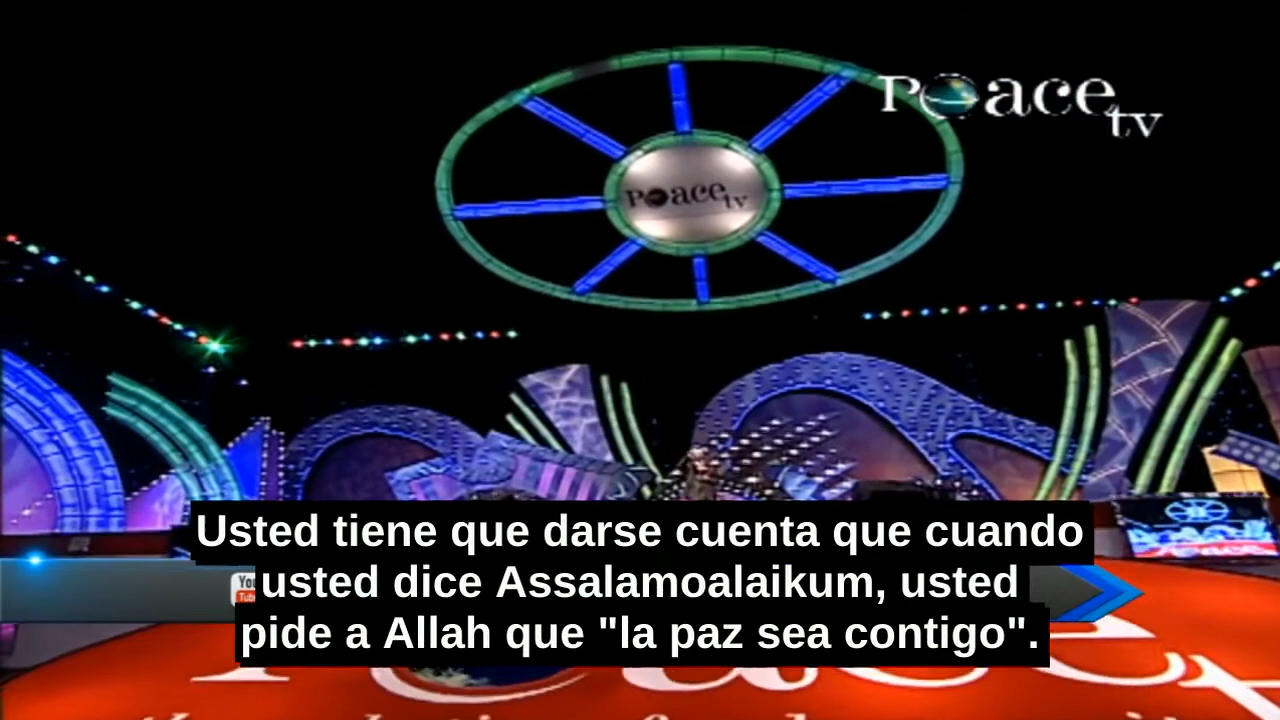 Peace tv
Peace tv
Usted tiene que darse cuenta que cuando
usted dice Assalamoalaikum, usted
pide a Allah que "la paz sea contigo".